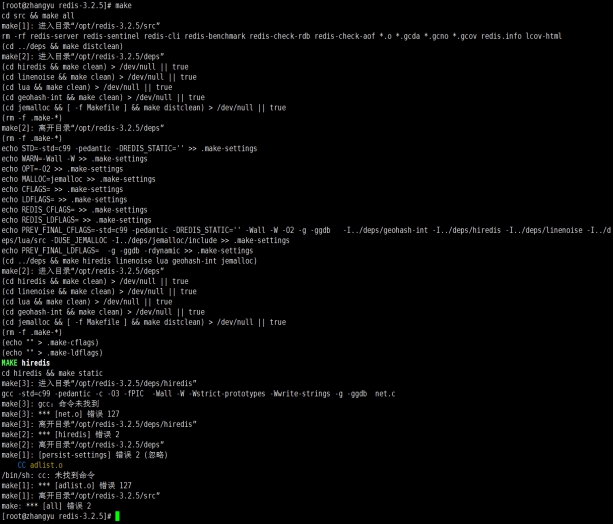 [root@zhangyu redis-3.2.5]# make
cd src && make all
make[1]: 进入目录“/opt/redis-3.2.5/src”
rm -rf redis-server redis-sentinel redis-cli redis-benchmark redis-check-rdb redis-check-aof *.o *.gcda *.gcno *.gcov redis.info lcov-html
(cd ../deps && make distclean)
make[2]: 进入目录“/opt/redis-3.2.5/deps”
(cd hiredis && make clean) > /dev/null || true
(cd linenoise && make clean) > /dev/null || true
(cd lua && make clean) > /dev/null || true
(cd geohash-int && make clean) > /dev/null || true
(cd jemalloc && [ -f Makefile ] && make distclean) > /dev/null || true
(rm -f .make-*)
make[2]: 离开目录“/opt/redis-3.2.5/deps”
(rm -f .make-*)
echo STD=-std=c99 -pedantic -DREDIS_STATIC='' >> .make-settings
echo WARN=-Wall -W >> .make-settings
echo OPT=-O2 >> .make-settings
echo MALLOC=jemalloc >> .make-settings
echo CFLAGS= >> .make-settings
echo LDFLAGS= >> .make-settings
echo REDIS_CFLAGS= >> .make-settings
echo REDIS_LDFLAGS= >> .make-settings
echo PREV_FINAL_CFLAGS=-std=c99 -pedantic -DREDIS_STATIC='' -Wall -W -O2 -g -ggdb   -I../deps/geohash-int -I../deps/hiredis -I../deps/linenoise -I../d
eps/lua/src -DUSE_JEMALLOC -I../deps/jemalloc/include >> .make-settings
echo PREV_FINAL_LDFLAGS=  -g -ggdb -rdynamic >> .make-settings
(cd ../deps && make hiredis linenoise lua geohash-int jemalloc)
make[2]: 进入目录“/opt/redis-3.2.5/deps”
(cd hiredis && make clean) > /dev/null || true
(cd linenoise && make clean) > /dev/null || true
(cd lua && make clean) > /dev/null || true
(cd geohash-int && make clean) > /dev/null || true
(cd jemalloc && [ -f Makefile ] && make distclean) > /dev/null || true
(rm -f .make-*)
(echo "" > .make-cflags)
(echo "" > .make-ldflags)
MAKE hiredis
cd hiredis && make static
make[3]: 进入目录“/opt/redis-3.2.5/deps/hiredis”
gcc -std=c99 -pedantic -c -O3 -fPIC  -Wall -W -Wstrict-prototypes -Wwrite-strings -g -ggdb  net.c
make[3]: gcc: 命令未找到
make[3]: *** [net.o] 错误 127
make[3]: 离开目录“/opt/redis-3.2.5/deps/hiredis”
make[2]: *** [hiredis] 错误 2
make[2]: 离开目录“/opt/redis-3.2.5/deps”
make[1]: [persist-settings] 错误 2 (忽略)
CC adlist.o
/bin/sh: cc: 未找到命令
make[1]: *** [adlist.o] 错误 127
make[1]: 离开目录“/opt/redis-3.2.5/src”
make: *** [all] 错误 2
[root@zhangyu redis-3.2.5]#